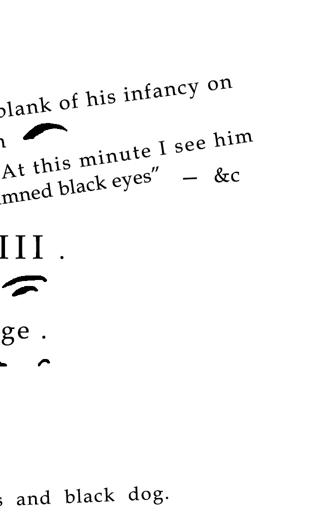 blank of his infancy on
n
At this minute I see him
mned black eyes” — &c
III .
ge .
s and black dog.